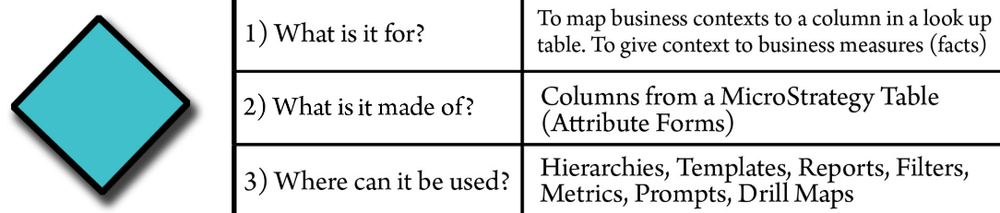 1) What is it for?
To map business contexts to a column in a look up
table. To give context to business measures (facts)
2) What is it made of?
Columns from a MicroStrategy Table
(Attribute Forms)
3) Where can it be used?
Hierarchies, Templates, Reports, Filters,
Metrics, Prompts, Drill Maps